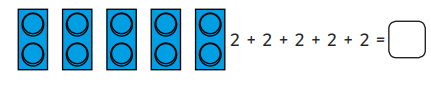 2 + 2 + 2 + 2 + 2 =